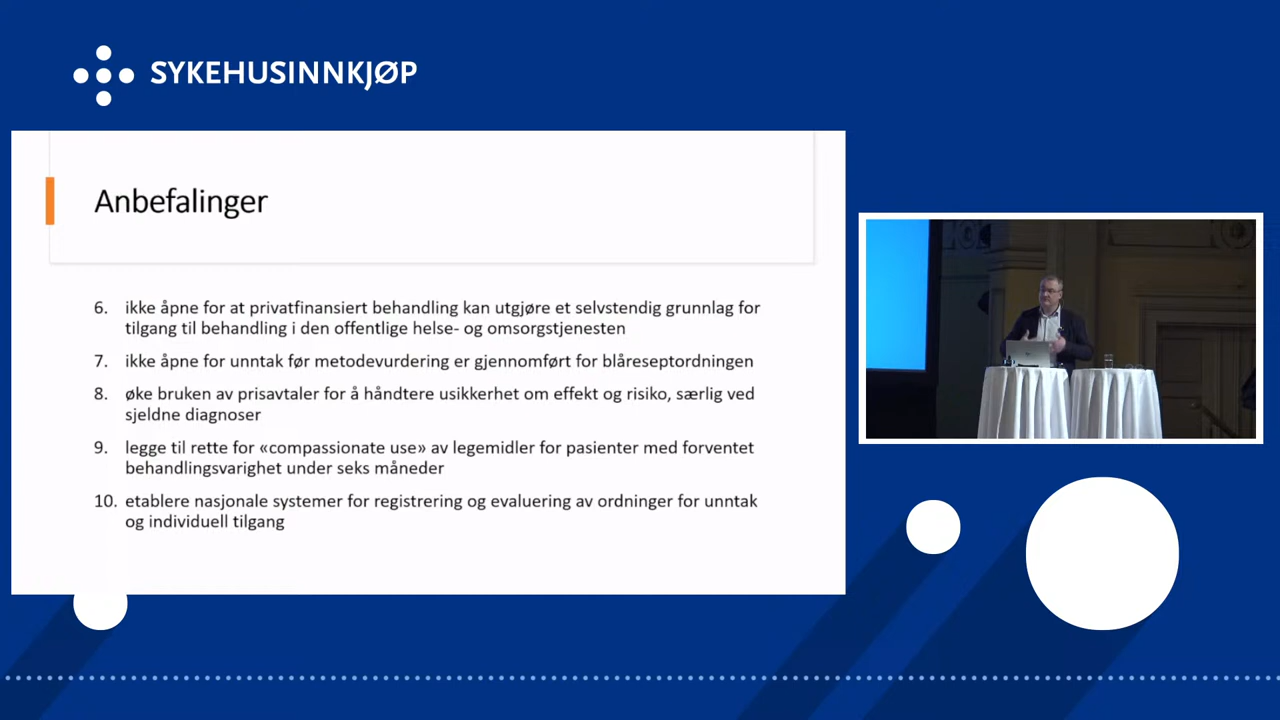 SYKEHUSINNKJØP
Anbefalinger
6. ikke åpne for at privatfinansiert behandling kan utgjøre et selvstendig grunnlag for
tilgang til behandling i den offentlige helse- og omsorgstjenesten
7. ikke åpne for unntak før metodevurdering er gjennomført for blåreseptordningen
8. øke bruken av prisavtaler for å håndtere usikkerhet om effekt og risiko, særlig ved
sjeldne diagnoser
9. legge til rette for «compassionate use» av legemidler for pasienter med forventet
behandlingsvarighet under seks måneder
10. etablere nasjonale systemer for registrering og evaluering av ordninger for unntak
og individuell tilgang